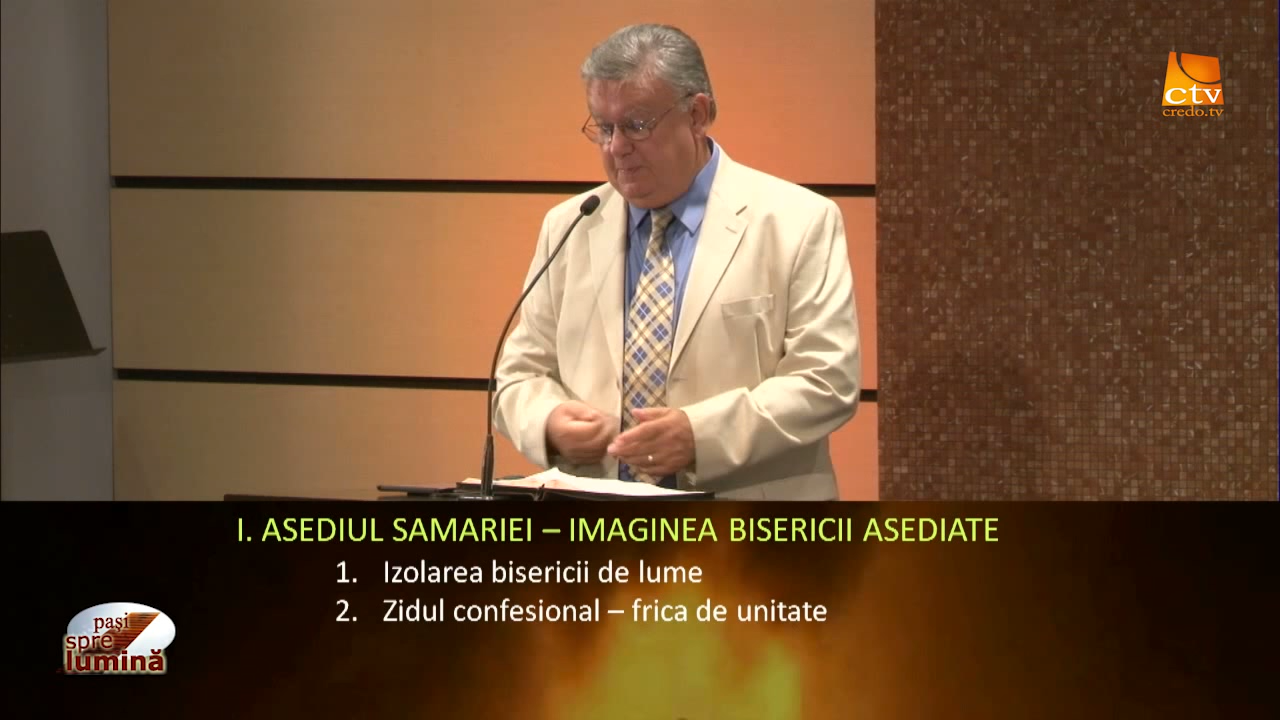 ctv
credo.tv
I. ASEDIUL SAMARIEI – IMAGINEA BISERICII ASEDIATE
1. Izolarea bisericii de lume
2. Zidul confesional – frica de unitate
pași
spre
lumină